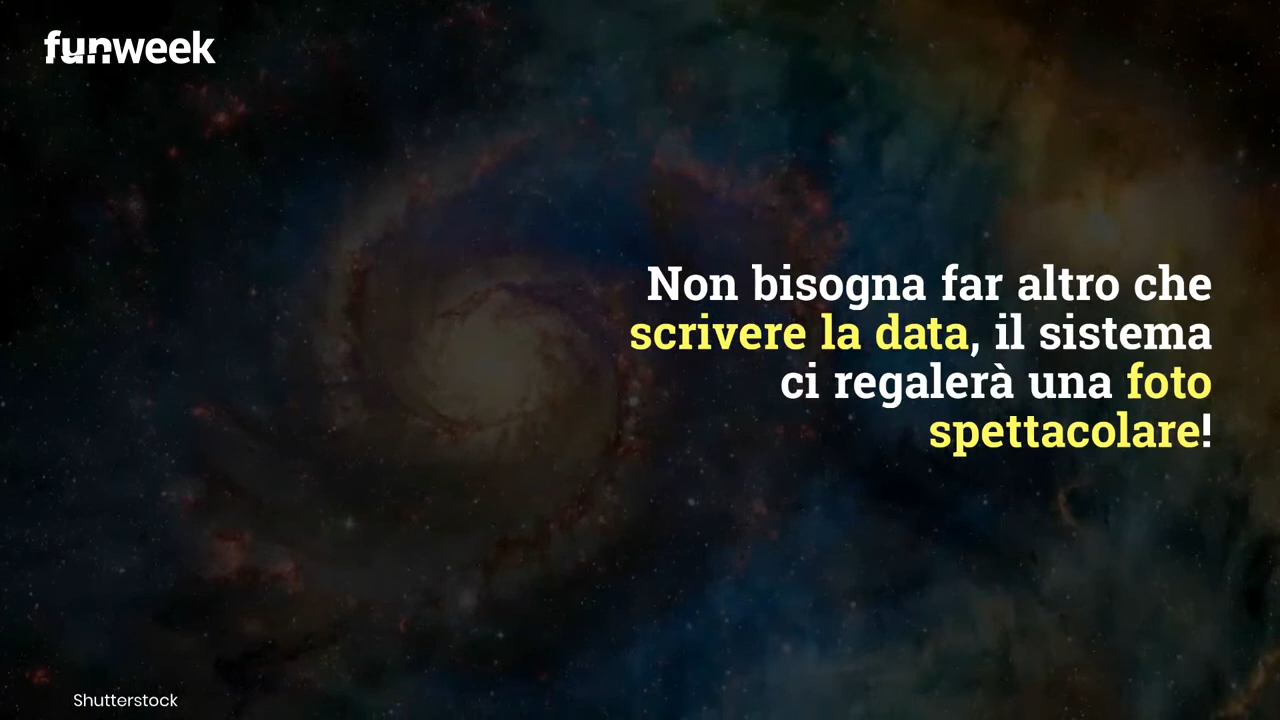 funweek
Non bisogna far altro che
scrivere la data, il sistema
ci regalerà una foto
spettacolare!
Shutterstock